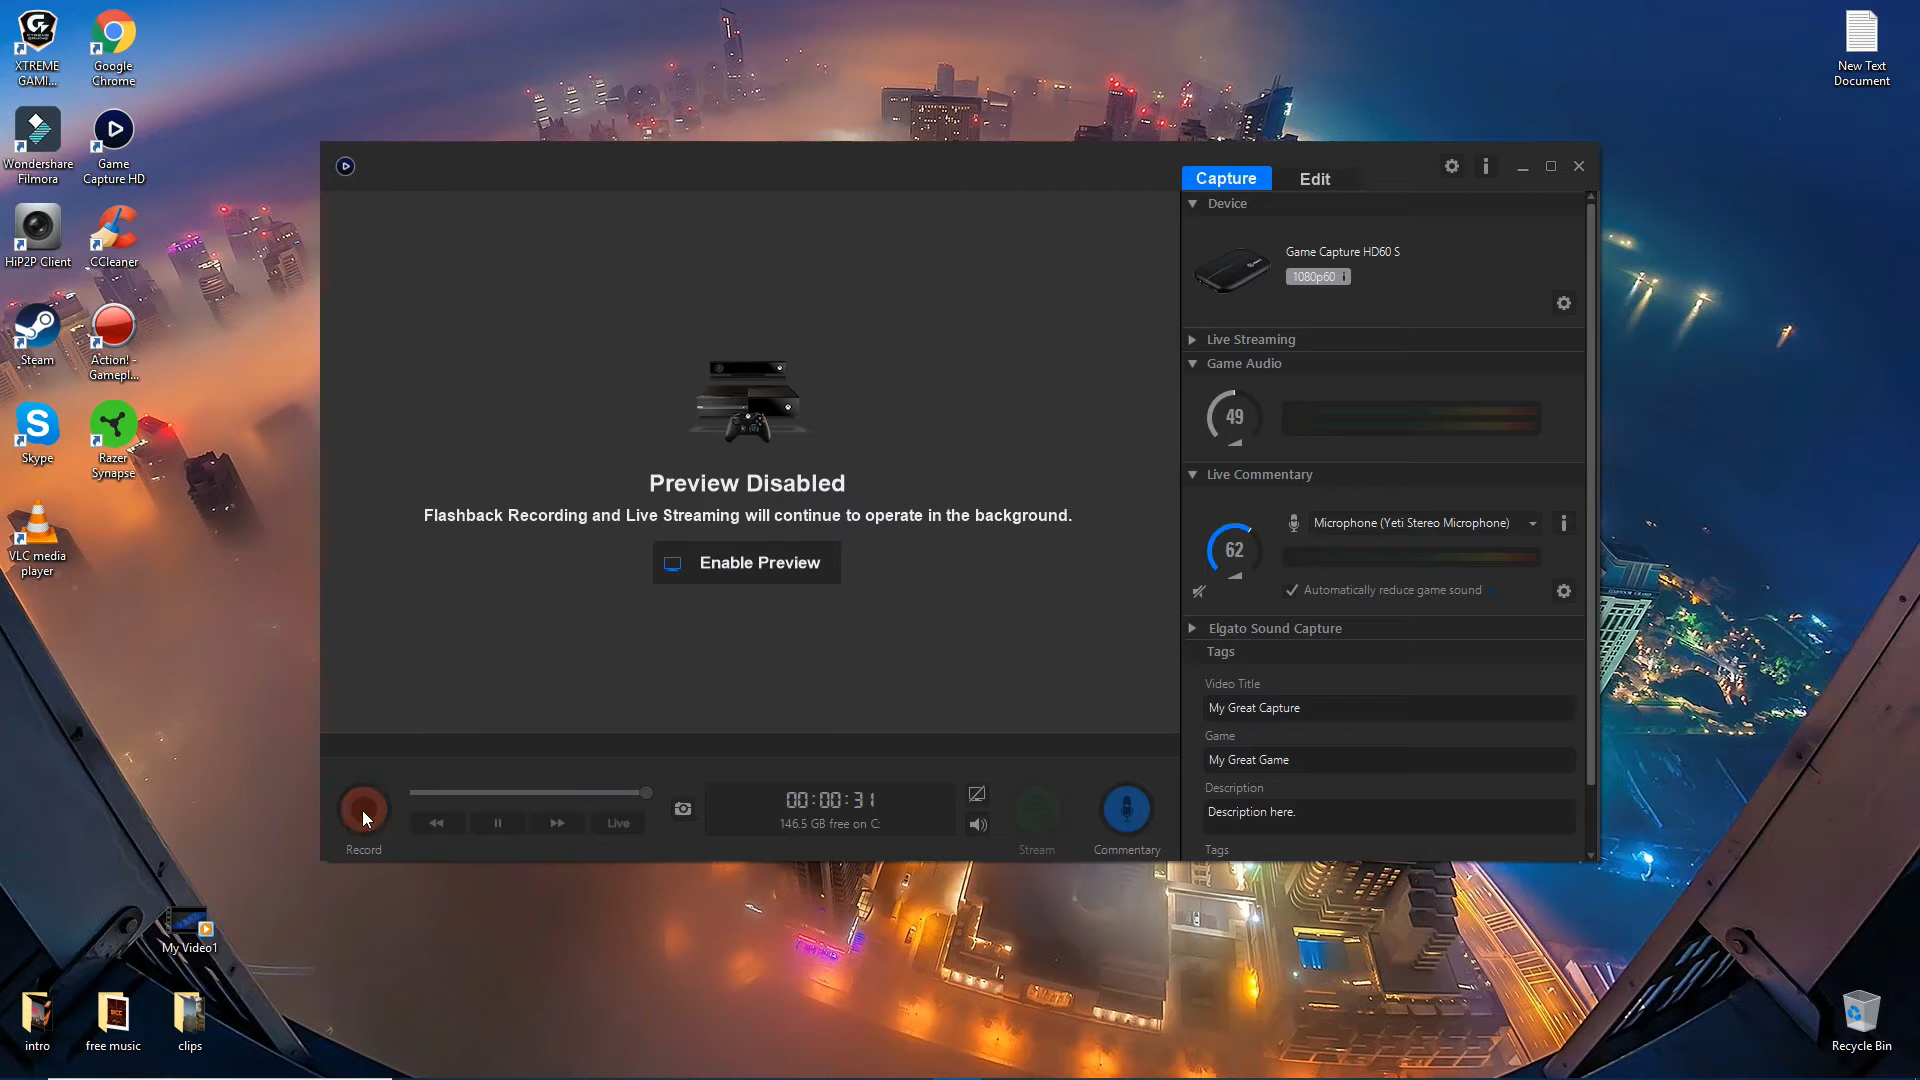 XTREME
GAMI...
Google
Chrome
Wondershare
Filmora
Game
Capture HD
HiP2P Client
CCleaner
Steam
Action! -
Gamepl...
Skype
Razer
Synapse
VLC media
player
My Video1
intro
free music
clips
New Text
Document
Recycle Bin
Capture
Edit
Preview Disabled
Flashback Recording and Live Streaming will continue to operate in the background.
Enable Preview
Record
Live
00:00:31
146.5 GB free on C:
Stream
Commentary
Device
Game Capture HD60 S
1080p60 i
Live Streaming
Game Audio
49
Live Commentary
Microphone (Yeti Stereo Microphone)
62
Automatically reduce game sound
Elgato Sound Capture
Tags
Video Title
My Great Capture
Game
My Great Game
Description
Description here.
Tags